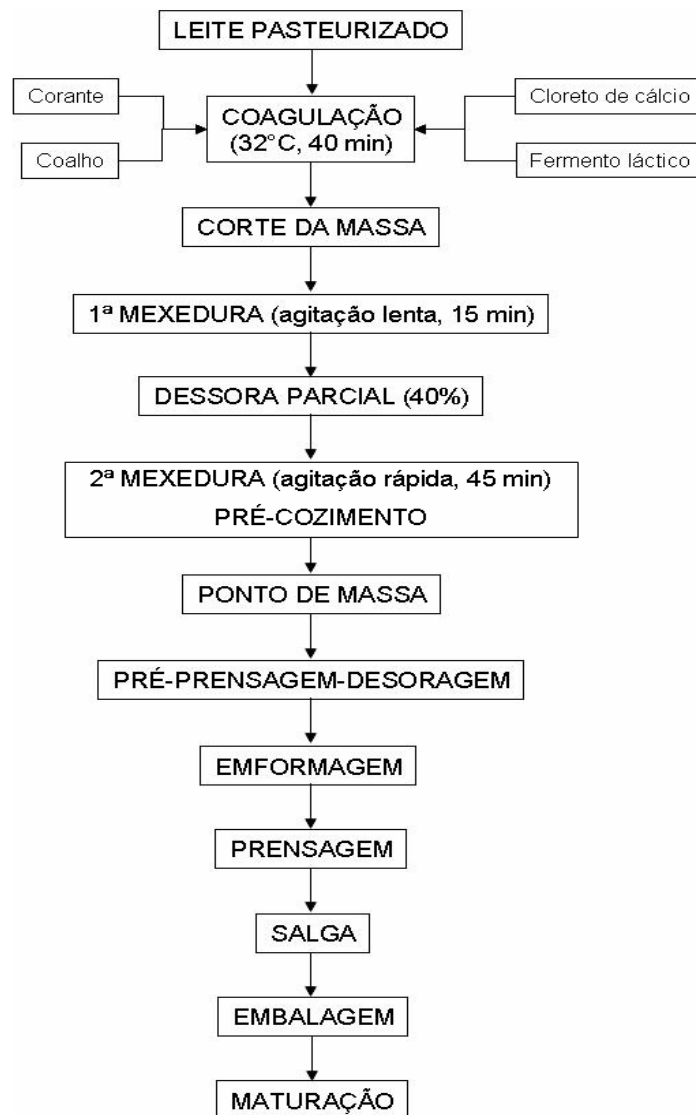 LEITE PASTEURIZADO
Corante
Coalho
COAGULAÇÃO
(32°C, 40 min)
Cloreto de cálcio
Fermento láctico
CORTE DA MASSA
1ª MEXEDURA (agitação lenta, 15 min)
DESSORA PARCIAL (40%)
2ª MEXEDURA (agitação rápida, 45 min)
PRÉ-COZIMENTO
PONTO DE MASSA
PRÉ-PRENSAGEM-DESORAGEM
EMFORMAGEM
PRENSAGEM
SALGA
EMBALAGEM
MATURAÇÃO